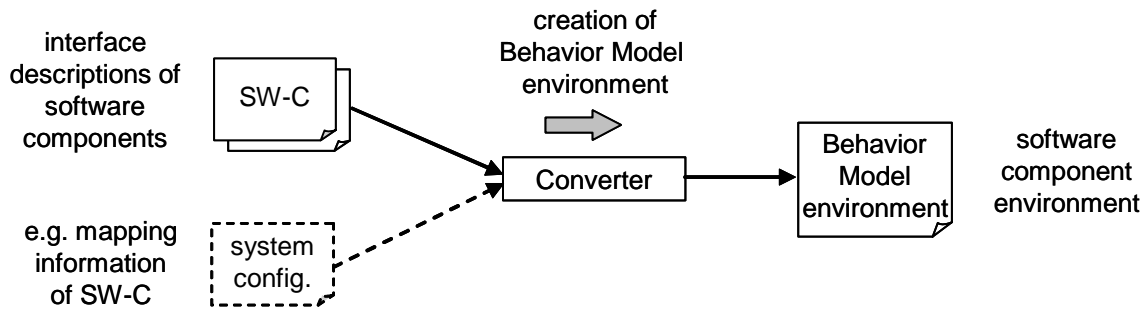 interface
descriptions of
software
components
SW-C
creation of
Behavior Model
environment
Converter
Behavior
Model
environment
software
component
environment
e.g. mapping
information
of SW-C
system
config.